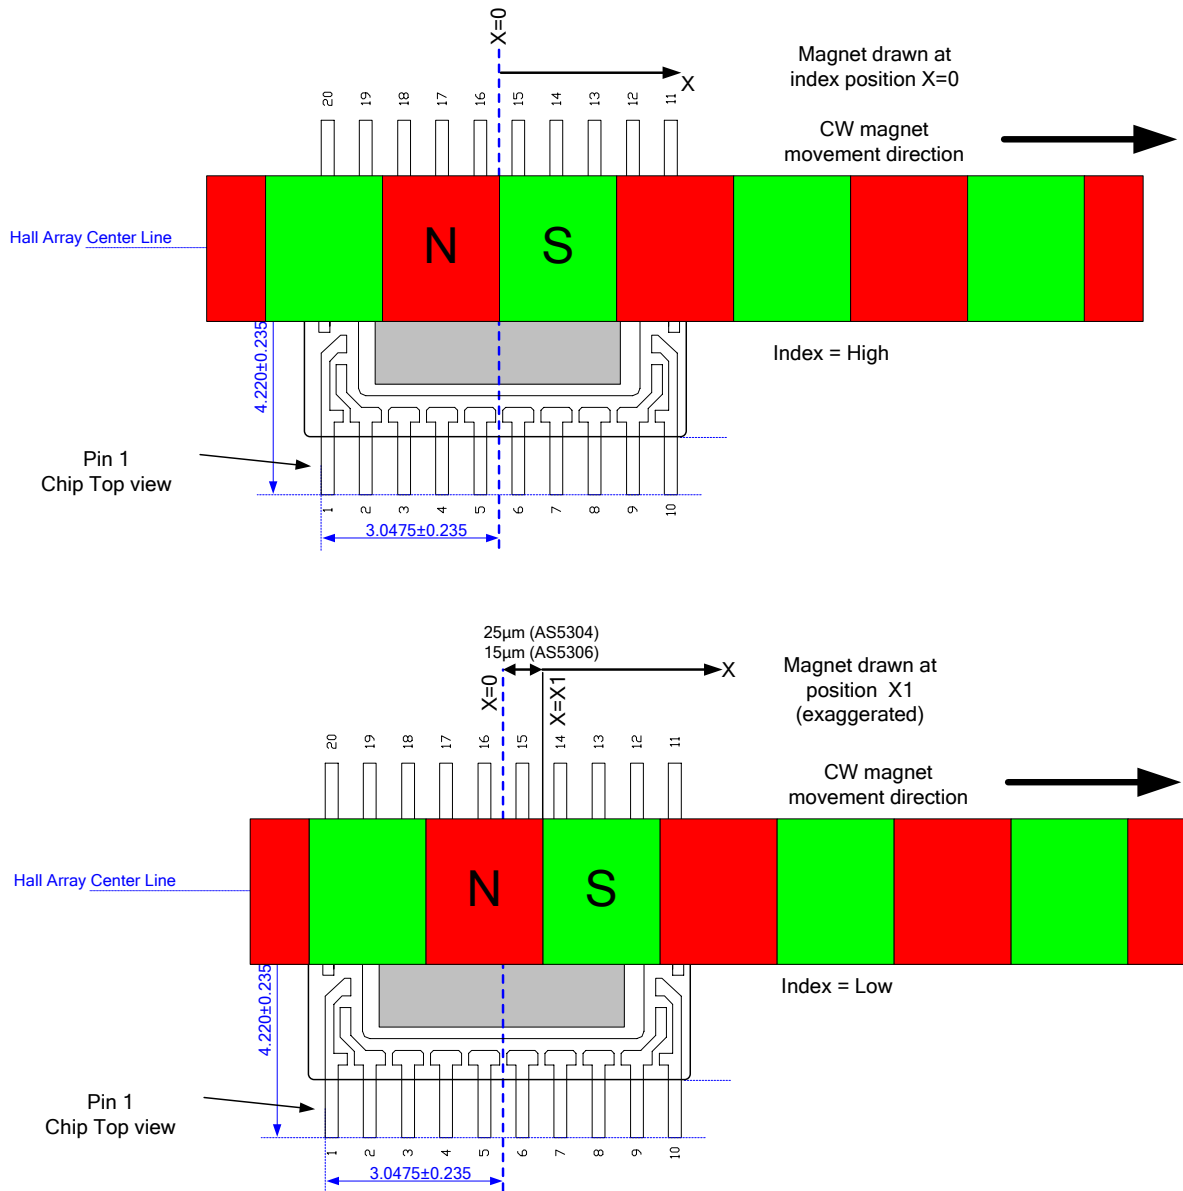 X=0
X
Magnet drawn at
index position X=0
20 19 18 17 16 15 14 13 12 11
CW magnet
movement direction
Hall Array Center Line
N S
4.220±0.235
Index = High
Pin 1
Chip Top view
1 2 3 4 5 6 7 8 9 10
3.0475±0.235
25µm (AS5304)
15µm (AS5306)
X
X=0
X=X1
Magnet drawn at
position X1
(exaggerated)
20 19 18 17 16 15 14 13 12 11
CW magnet
movement direction
Hall Array Center Line
N S
4.220±0.235
Index = Low
Pin 1
Chip Top view
1 2 3 4 5 6 7 8 9 10
3.0475±0.235